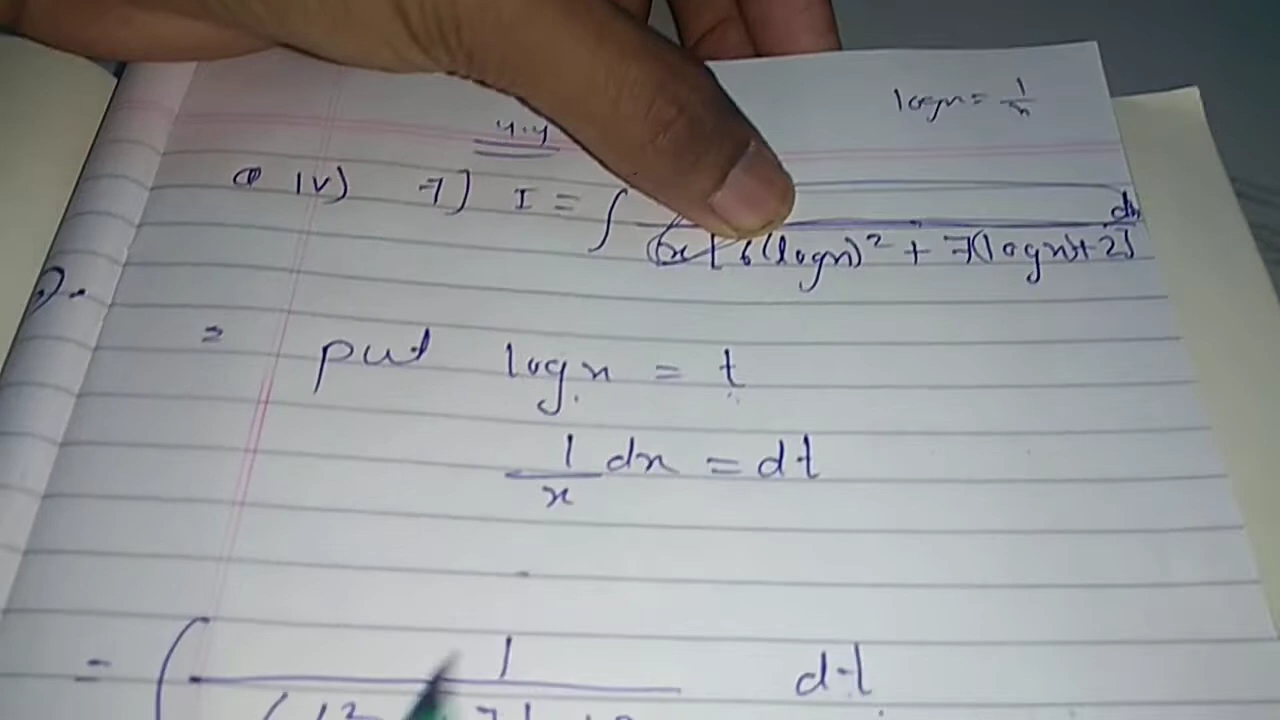 logx = 1/x
4.4
iv) 7] I = ∫ dx / x[6(logx)² + 7(logx)+2]
= put logx = t
1/x dx = dt
= ∫ 1 dt